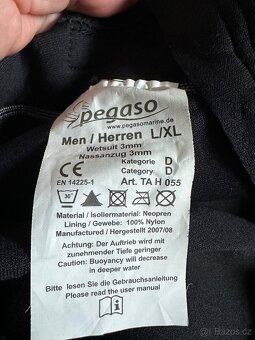 pegaso
www.pegasomarine.de
Men / Herren L/XL
Wetsuit 3mm
Nassanzug 3mm
Kategorie D
Category D
CE
EN 14225-1
Art. TA H 055
30°
Material / Isoliermaterial: Neopren
Lining / Gewebe: 100% Nylon
Manufactured / Hergestellt 2007/08
Achtung: Der Auftrieb wird mit
zunehmender Tiefe geringer
Caution: Buoyancy will decrease
in deeper water
Bitte lesen Sie die Gebrauchsanleitung
Please read the user manual
bazos.cz